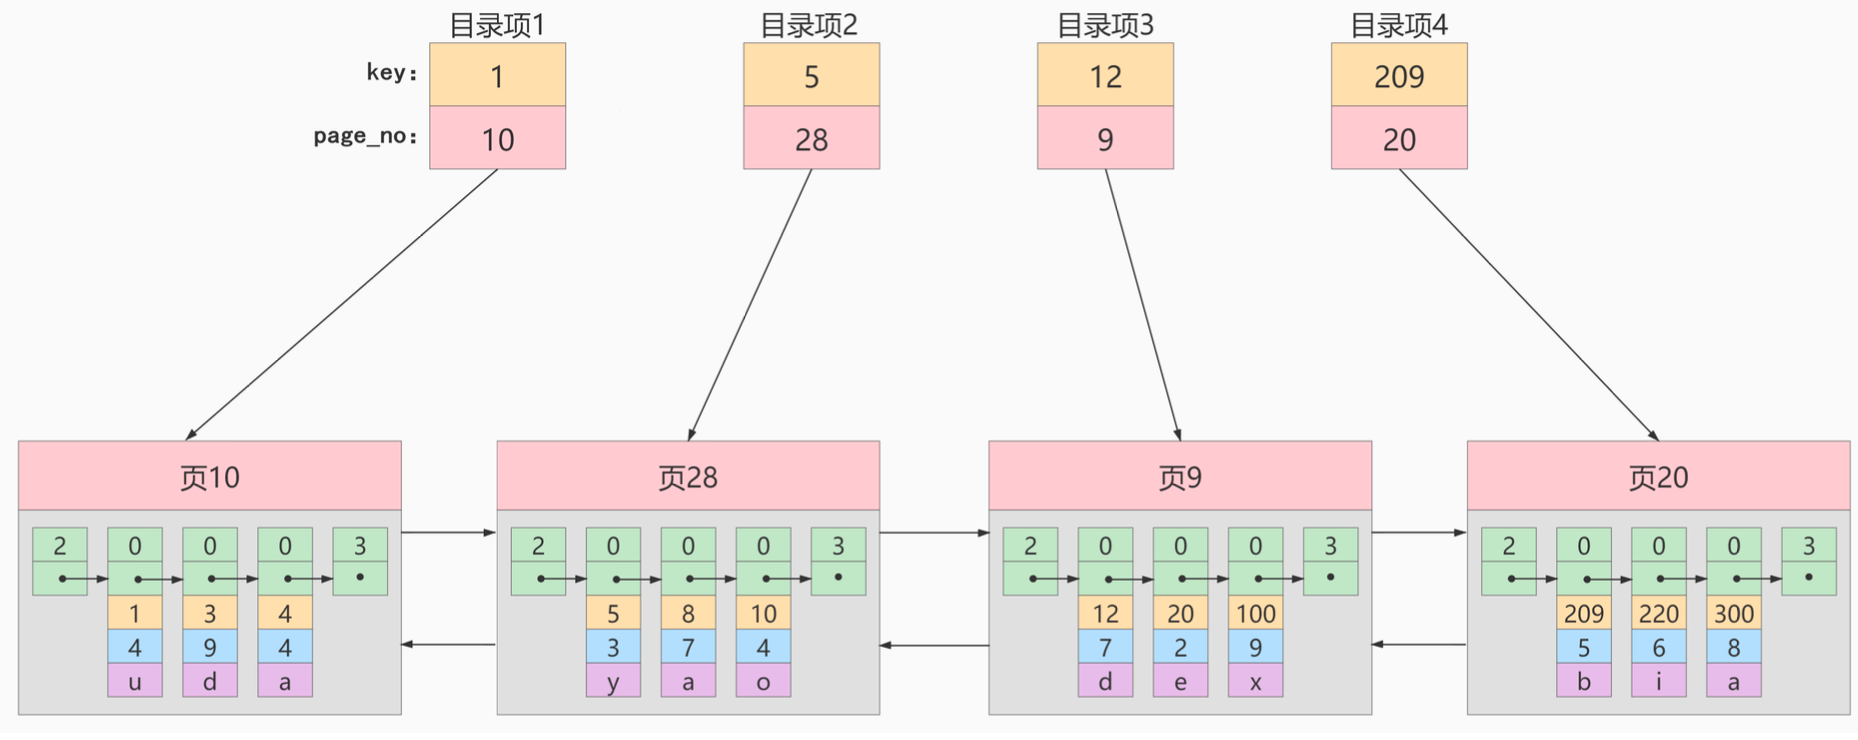 目录项1 目录项2 目录项3 目录项4
key: 1 5 12 209
page_no: 10 28 9 20
页10 页28 页9 页20
2 0 0 0 3 2 0 0 0 3 2 0 0 0 3 2 0 0 0 3
1 3 4 5 8 10 12 20 100 209 220 300
4 9 4 3 7 4 7 2 9 5 6 8
u d a y a o d e x b i a